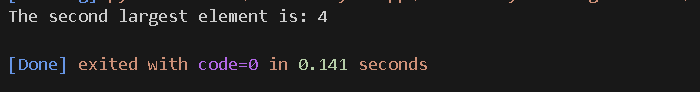 The second largest element is: 4
[Done] exited with code=0 in 0.141 seconds